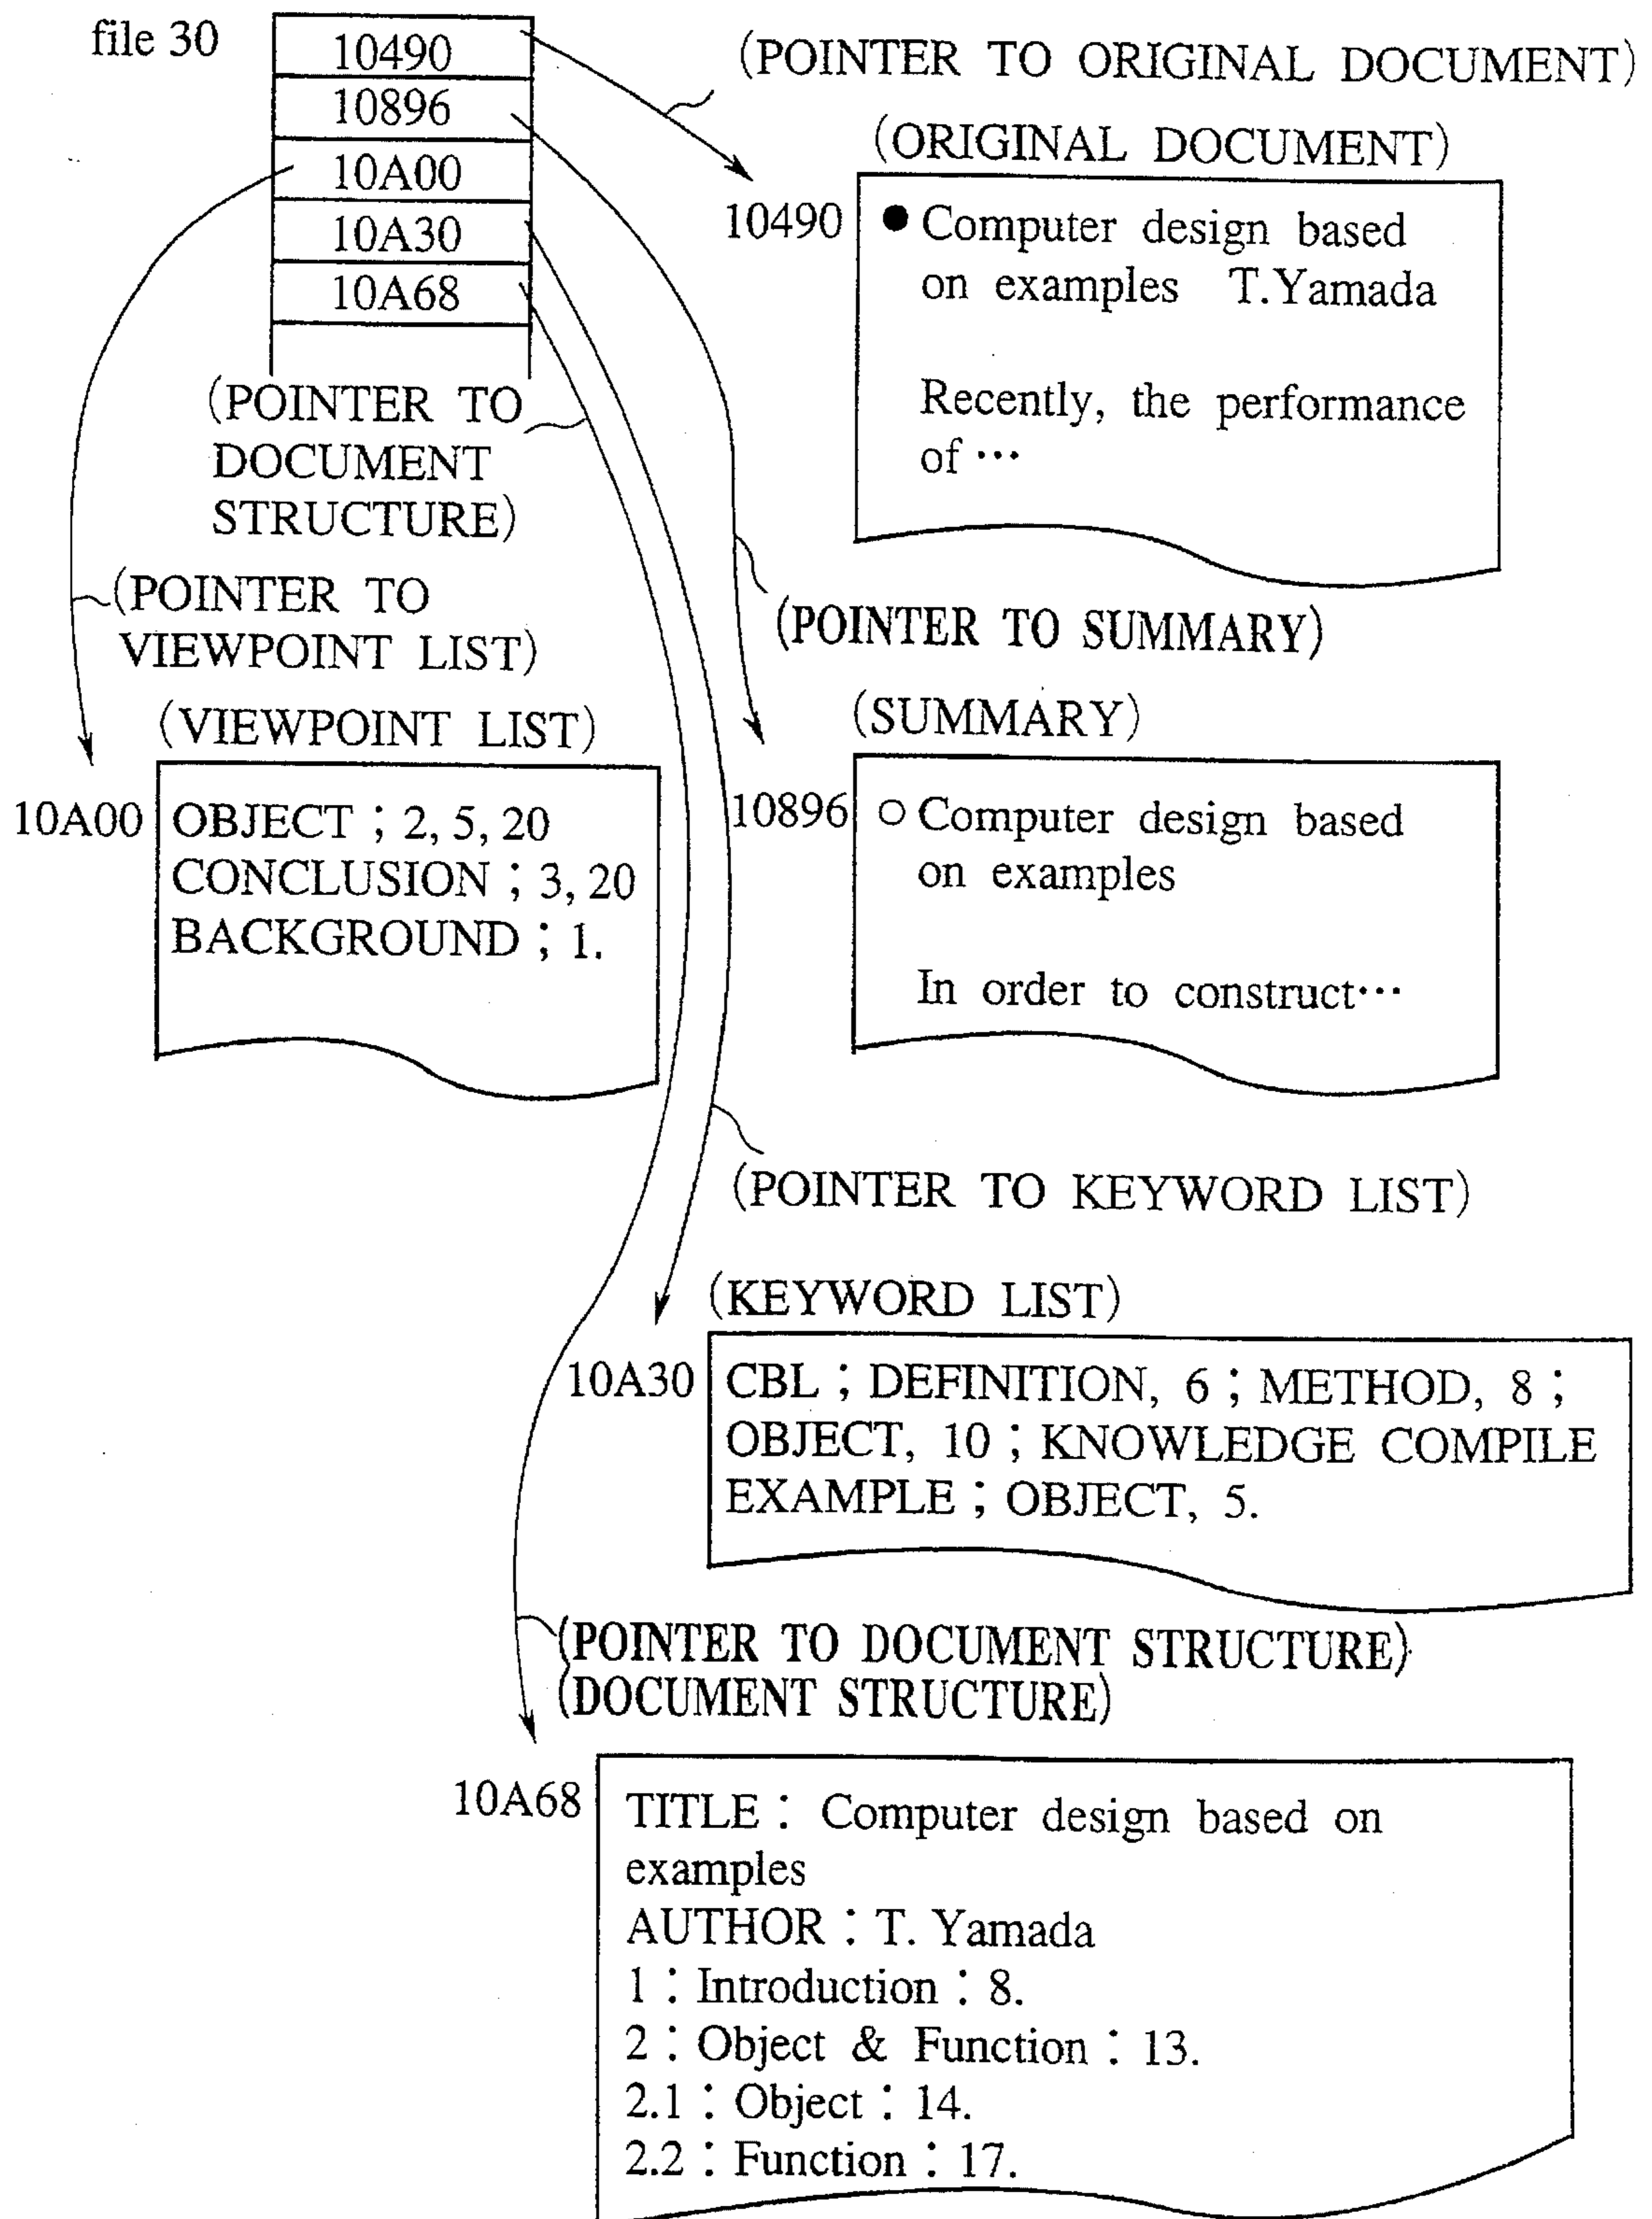 file 30
10490
10896
10A00
10A30
10A68
(POINTER TO ORIGINAL DOCUMENT)
(ORIGINAL DOCUMENT)
10490
● Computer design based
on examples T.Yamada
Recently, the performance
of ···
(POINTER TO
DOCUMENT
STRUCTURE)
(POINTER TO
VIEWPOINT LIST)
(POINTER TO SUMMARY)
(VIEWPOINT LIST)
10A00
OBJECT ; 2, 5, 20
CONCLUSION ; 3, 20
BACKGROUND ; 1.
(SUMMARY)
10896
○ Computer design based
on examples
In order to construct···
(POINTER TO KEYWORD LIST)
(KEYWORD LIST)
10A30
CBL ; DEFINITION, 6 ; METHOD, 8 ;
OBJECT, 10 ; KNOWLEDGE COMPILE
EXAMPLE ; OBJECT, 5.
(POINTER TO DOCUMENT STRUCTURE)
(DOCUMENT STRUCTURE)
10A68
TITLE : Computer design based on
examples
AUTHOR : T. Yamada
1 : Introduction : 8.
2 : Object & Function : 13.
2.1 : Object : 14.
2.2 : Function : 17.